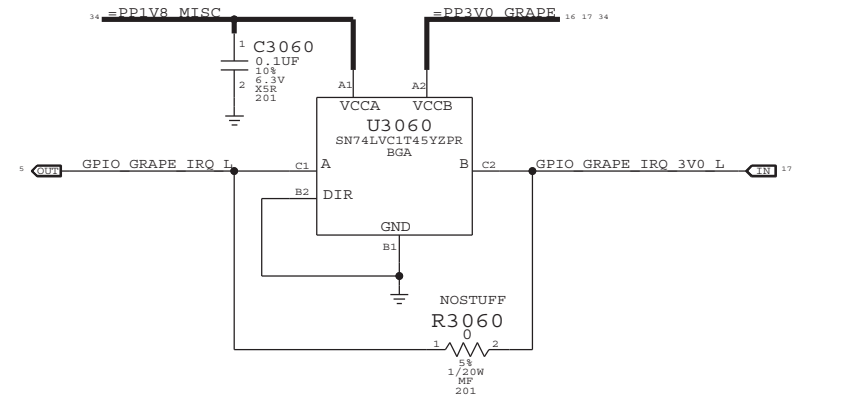 34 =PP1V8_MISC
=PP3V0_GRAPE 16 17 34
1 C3060
0.1UF
10%
6.3V
X5R
201
2
A1 A2
VCCA VCCB
U3060
SN74LVC1T45YZPR
BGA
5 OUT GPIO_GRAPE_IRQ_L C1 A
B C2 GPIO_GRAPE_IRQ_3V0_L IN 17
B2 DIR
GND
B1
NOSTUFF
R3060
0
1 2
5%
1/20W
MF
201